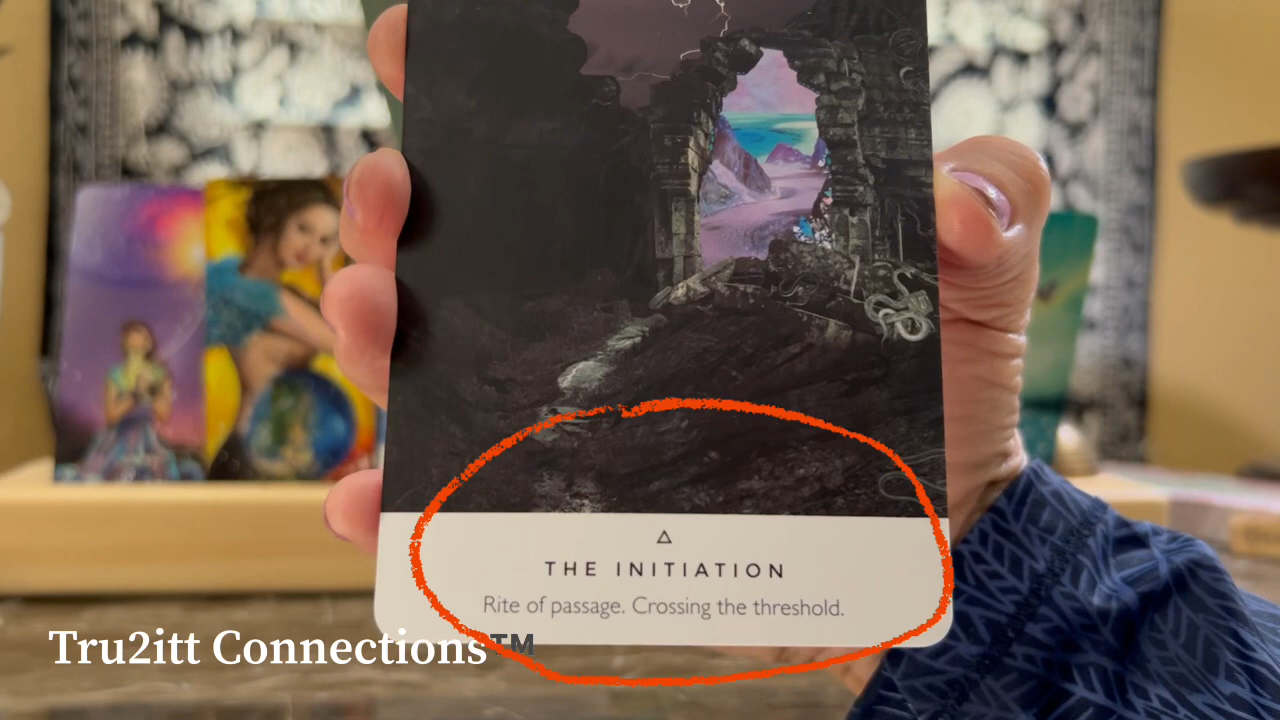 THE INITIATION
Rite of passage. Crossing the threshold.
Tru2itt Connections™